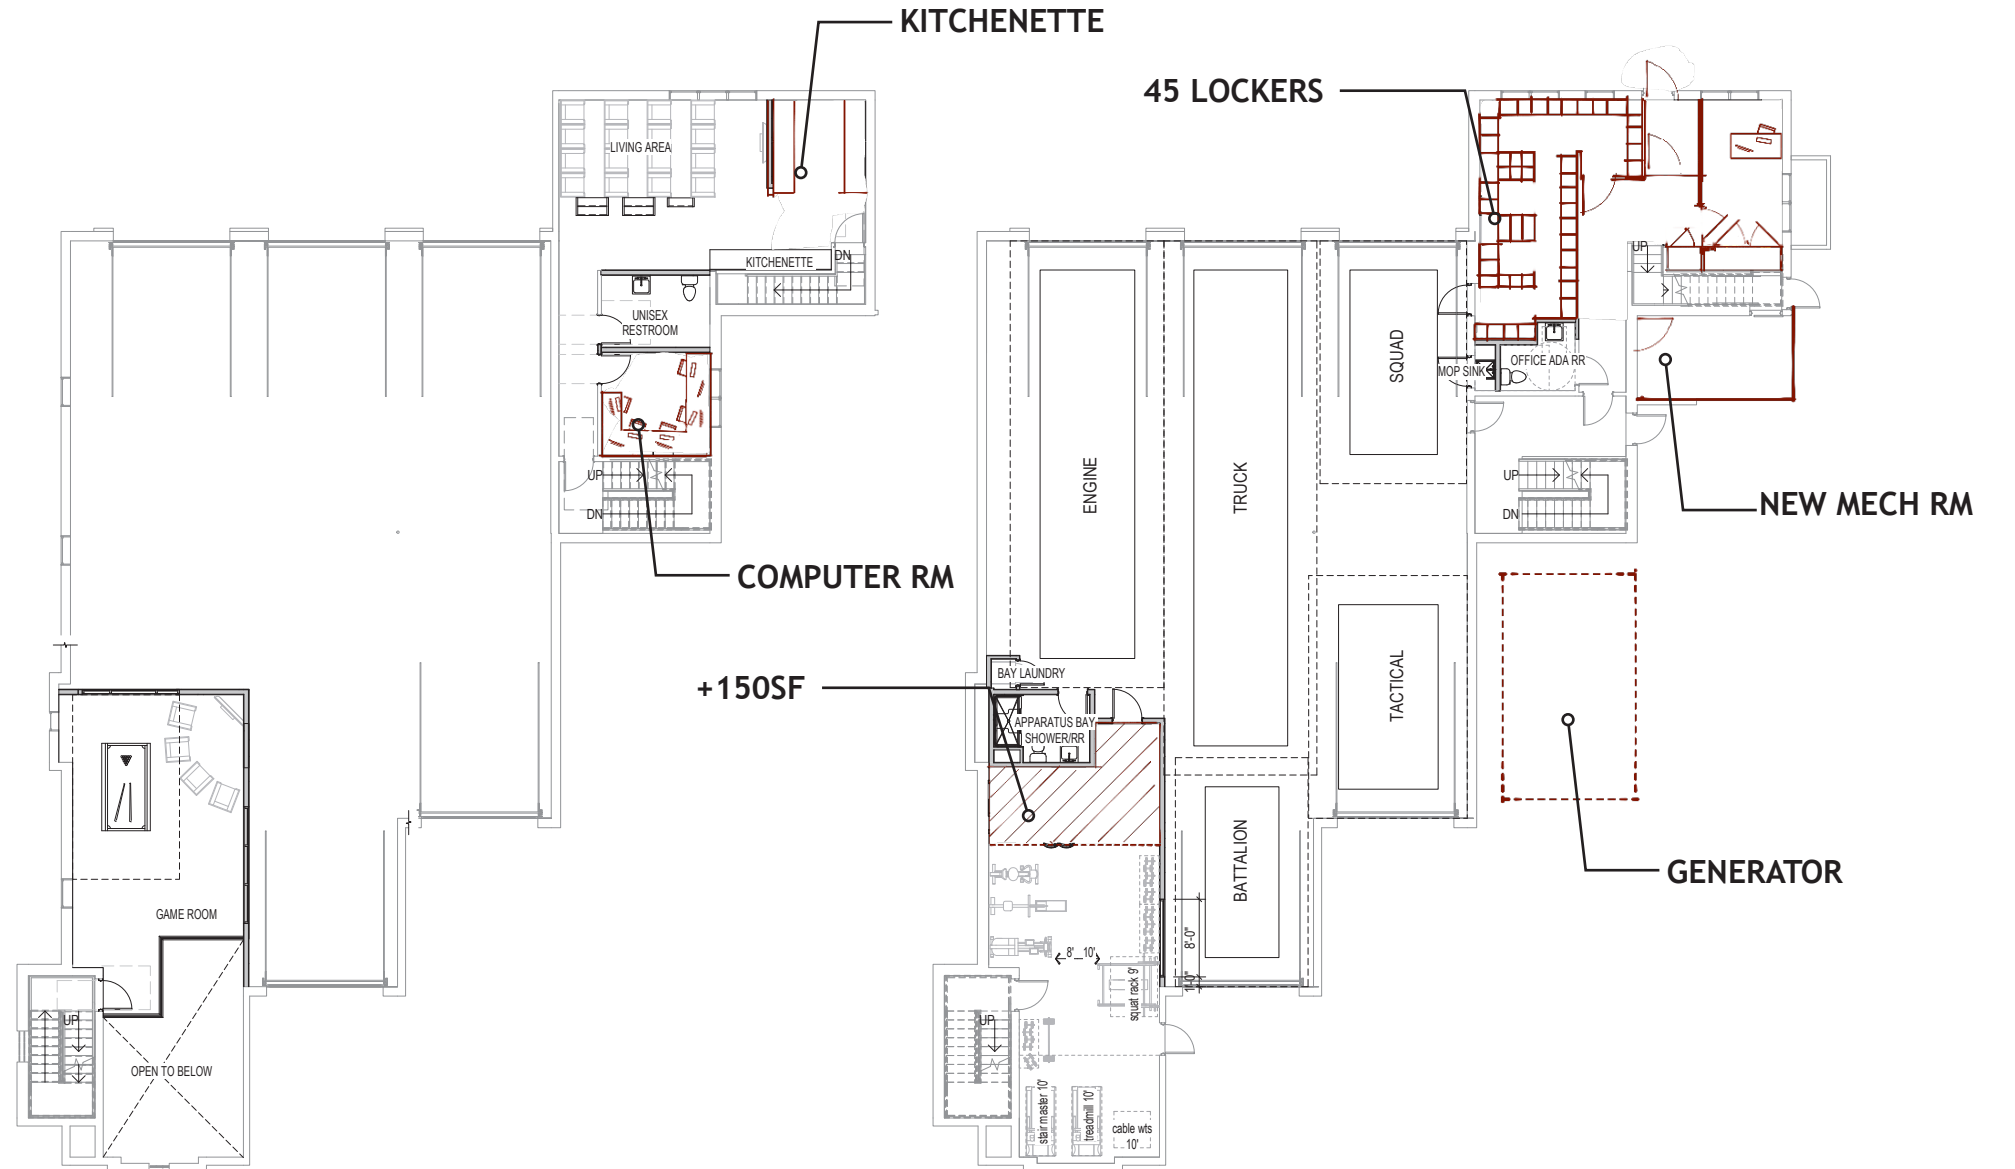 KITCHENETTE
45 LOCKERS
LIVING AREA
KITCHENETTE
DN
UNISEX
RESTROOM
UP
DN
COMPUTER RM
GAME ROOM
UP
OPEN TO BELOW
ENGINE
TRUCK
SQUAD
UP
MOP SINK
OFFICE ADA RR
UP
DN
NEW MECH RM
+150SF
BAY LAUNDRY
APPARATUS BAY
SHOWER/RR
TACTICAL
BATTALION
GENERATOR
8'-0"
8' 10'
squat rack 9'
1'-0"
UP
stair master 10'
treadmill 10'
cable wts
10'